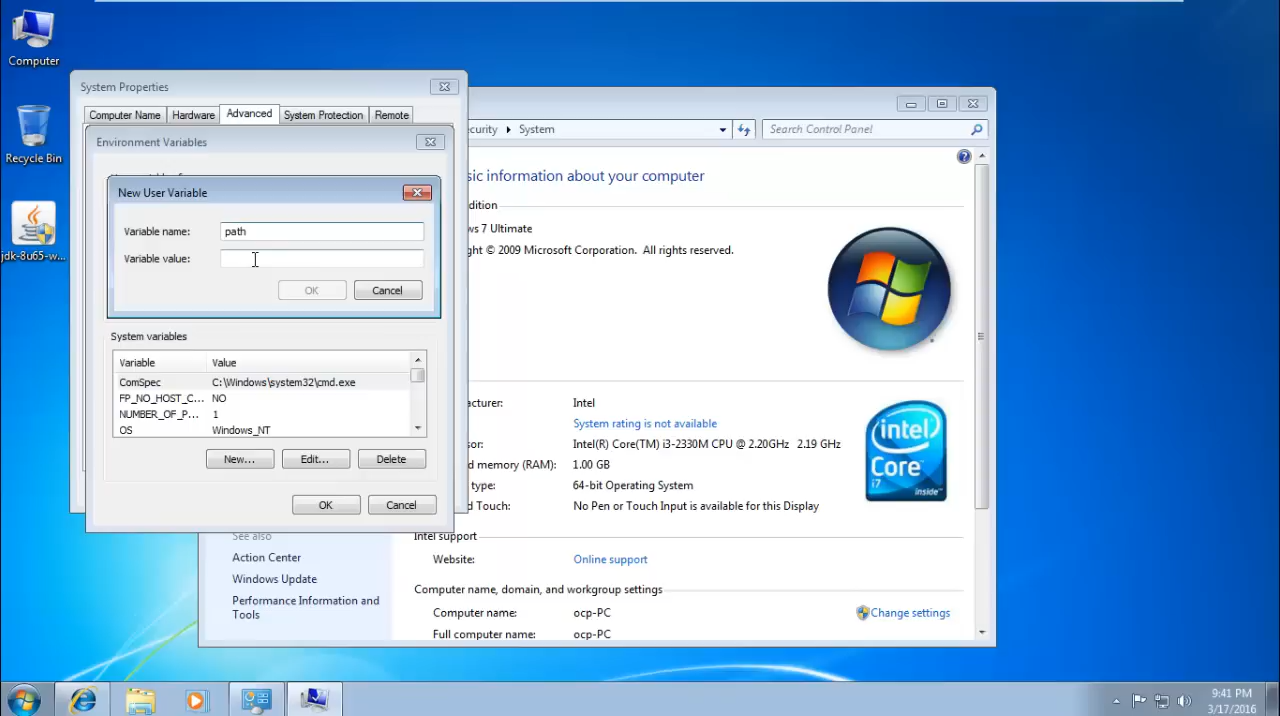 Computer
Recycle Bin
jdk-8u65-w...
System Properties
Computer Name
Hardware
Advanced
System Protection
Remote
Environment Variables
New User Variable
Variable name:
path
Variable value:
OK
Cancel
System variables
Variable
Value
ComSpec
C:\Windows\system32\cmd.exe
FP_NO_HOST_C...
NO
NUMBER_OF_P...
1
OS
Windows_NT
New...
Edit...
Delete
OK
Cancel
curity
System
Search Control Panel
sic information about your computer
dition
ws 7 Ultimate
ght © 2009 Microsoft Corporation. All rights reserved.
acturer:
Intel
System rating is not available
sor:
Intel(R) Core(TM) i3-2330M CPU @ 2.20GHz 2.19 GHz
d memory (RAM):
1.00 GB
type:
64-bit Operating System
d Touch:
No Pen or Touch Input is available for this Display
intel
Core
i7
inside™
See also
Action Center
Windows Update
Performance Information and
Tools
Intel support
Website:
Online support
Computer name, domain, and workgroup settings
Computer name:
ocp-PC
Change settings
Full computer name:
ocp-PC
9:41 PM
3/17/2016